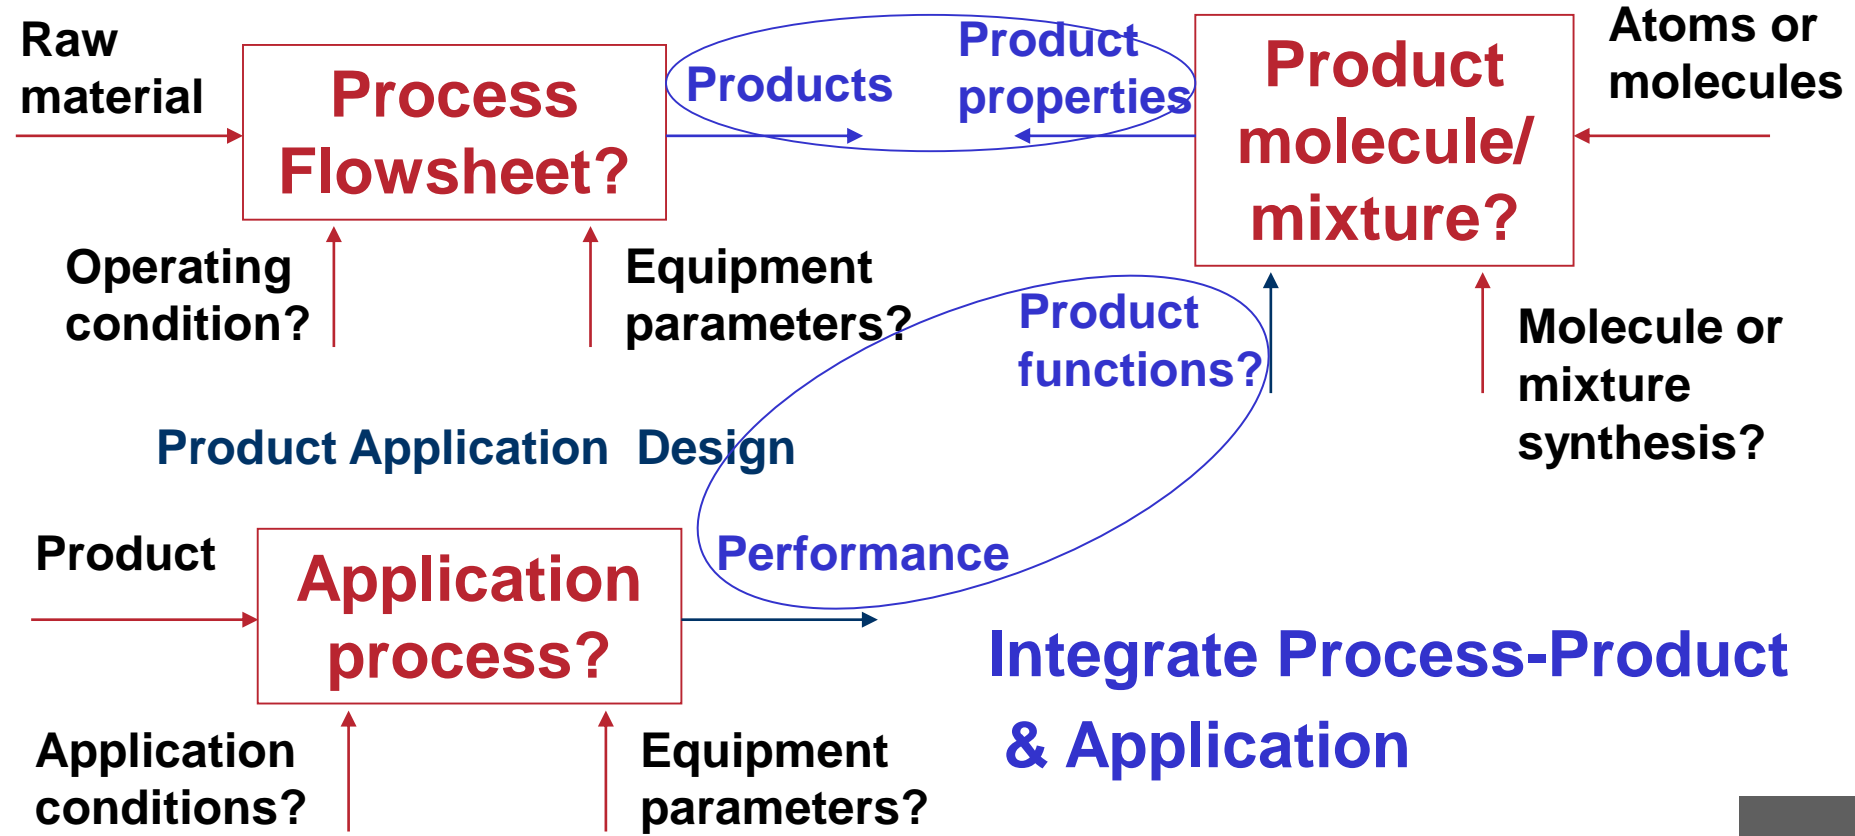 Raw
material
Process
Flowsheet?
Products
Product
properties
Product
molecule/
mixture?
Atoms or
molecules
Operating
condition?
Equipment
parameters?
Product
functions?
Molecule or
mixture
synthesis?
Product Application  Design
Product
Application
process?
Performance
Integrate Process-Product
& Application
Application
conditions?
Equipment
parameters?